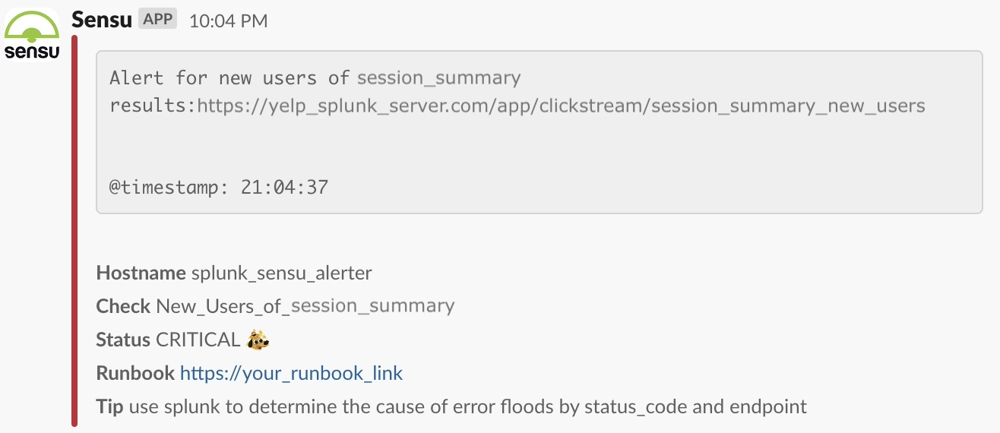 Sensu APP 10:04 PM
sensu
Alert for new users of session_summary
results:https://yelp_splunk_server.com/app/clickstream/session_summary_new_users
@timestamp: 21:04:37
Hostname splunk_sensu_alerter
Check New_Users_of_session_summary
Status CRITICAL
Runbook https://your_runbook_link
Tip use splunk to determine the cause of error floods by status_code and endpoint